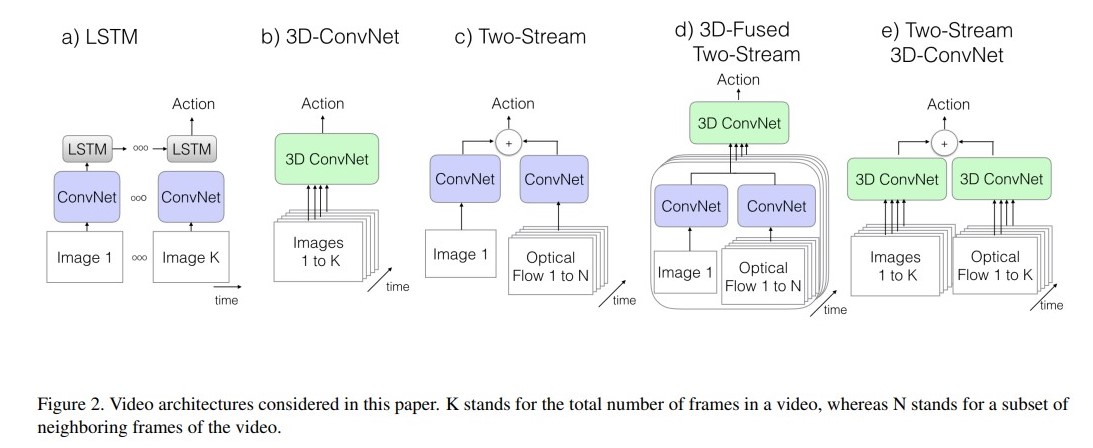 a) LSTM
Action
LSTM ooo LSTM
ConvNet ooo ConvNet
Image 1 ooo Image K
time
b) 3D-ConvNet
Action
3D ConvNet
Images
1 to K
time
c) Two-Stream
Action
+
ConvNet ConvNet
Image 1
Optical
Flow 1 to N
time
d) 3D-Fused
Two-Stream
Action
3D ConvNet
ConvNet ConvNet
Image 1
Optical
Flow 1 to N
time
e) Two-Stream
3D-ConvNet
Action
+
3D ConvNet 3D ConvNet
Images
1 to K
Optical
Flow 1 to K
time
Figure 2. Video architectures considered in this paper. K stands for the total number of frames in a video, whereas N stands for a subset of
neighboring frames of the video.